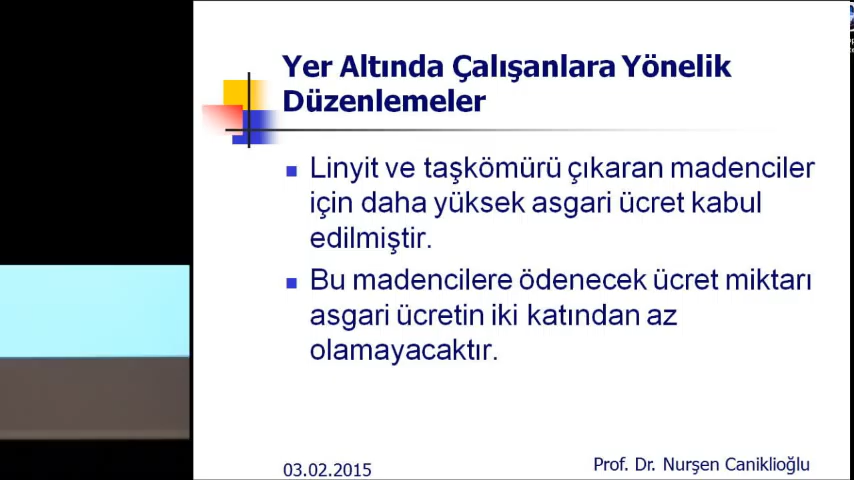 Yer Altında Çalışanlara Yönelik
Düzenlemeler
Linyit ve taşkömürü çıkaran madenciler
için daha yüksek asgari ücret kabul
edilmiştir.
Bu madencilere ödenecek ücret miktarı
asgari ücretin iki katından az
olamayacaktır.
03.02.2015
Prof. Dr. Nurşen Caniklioğlu